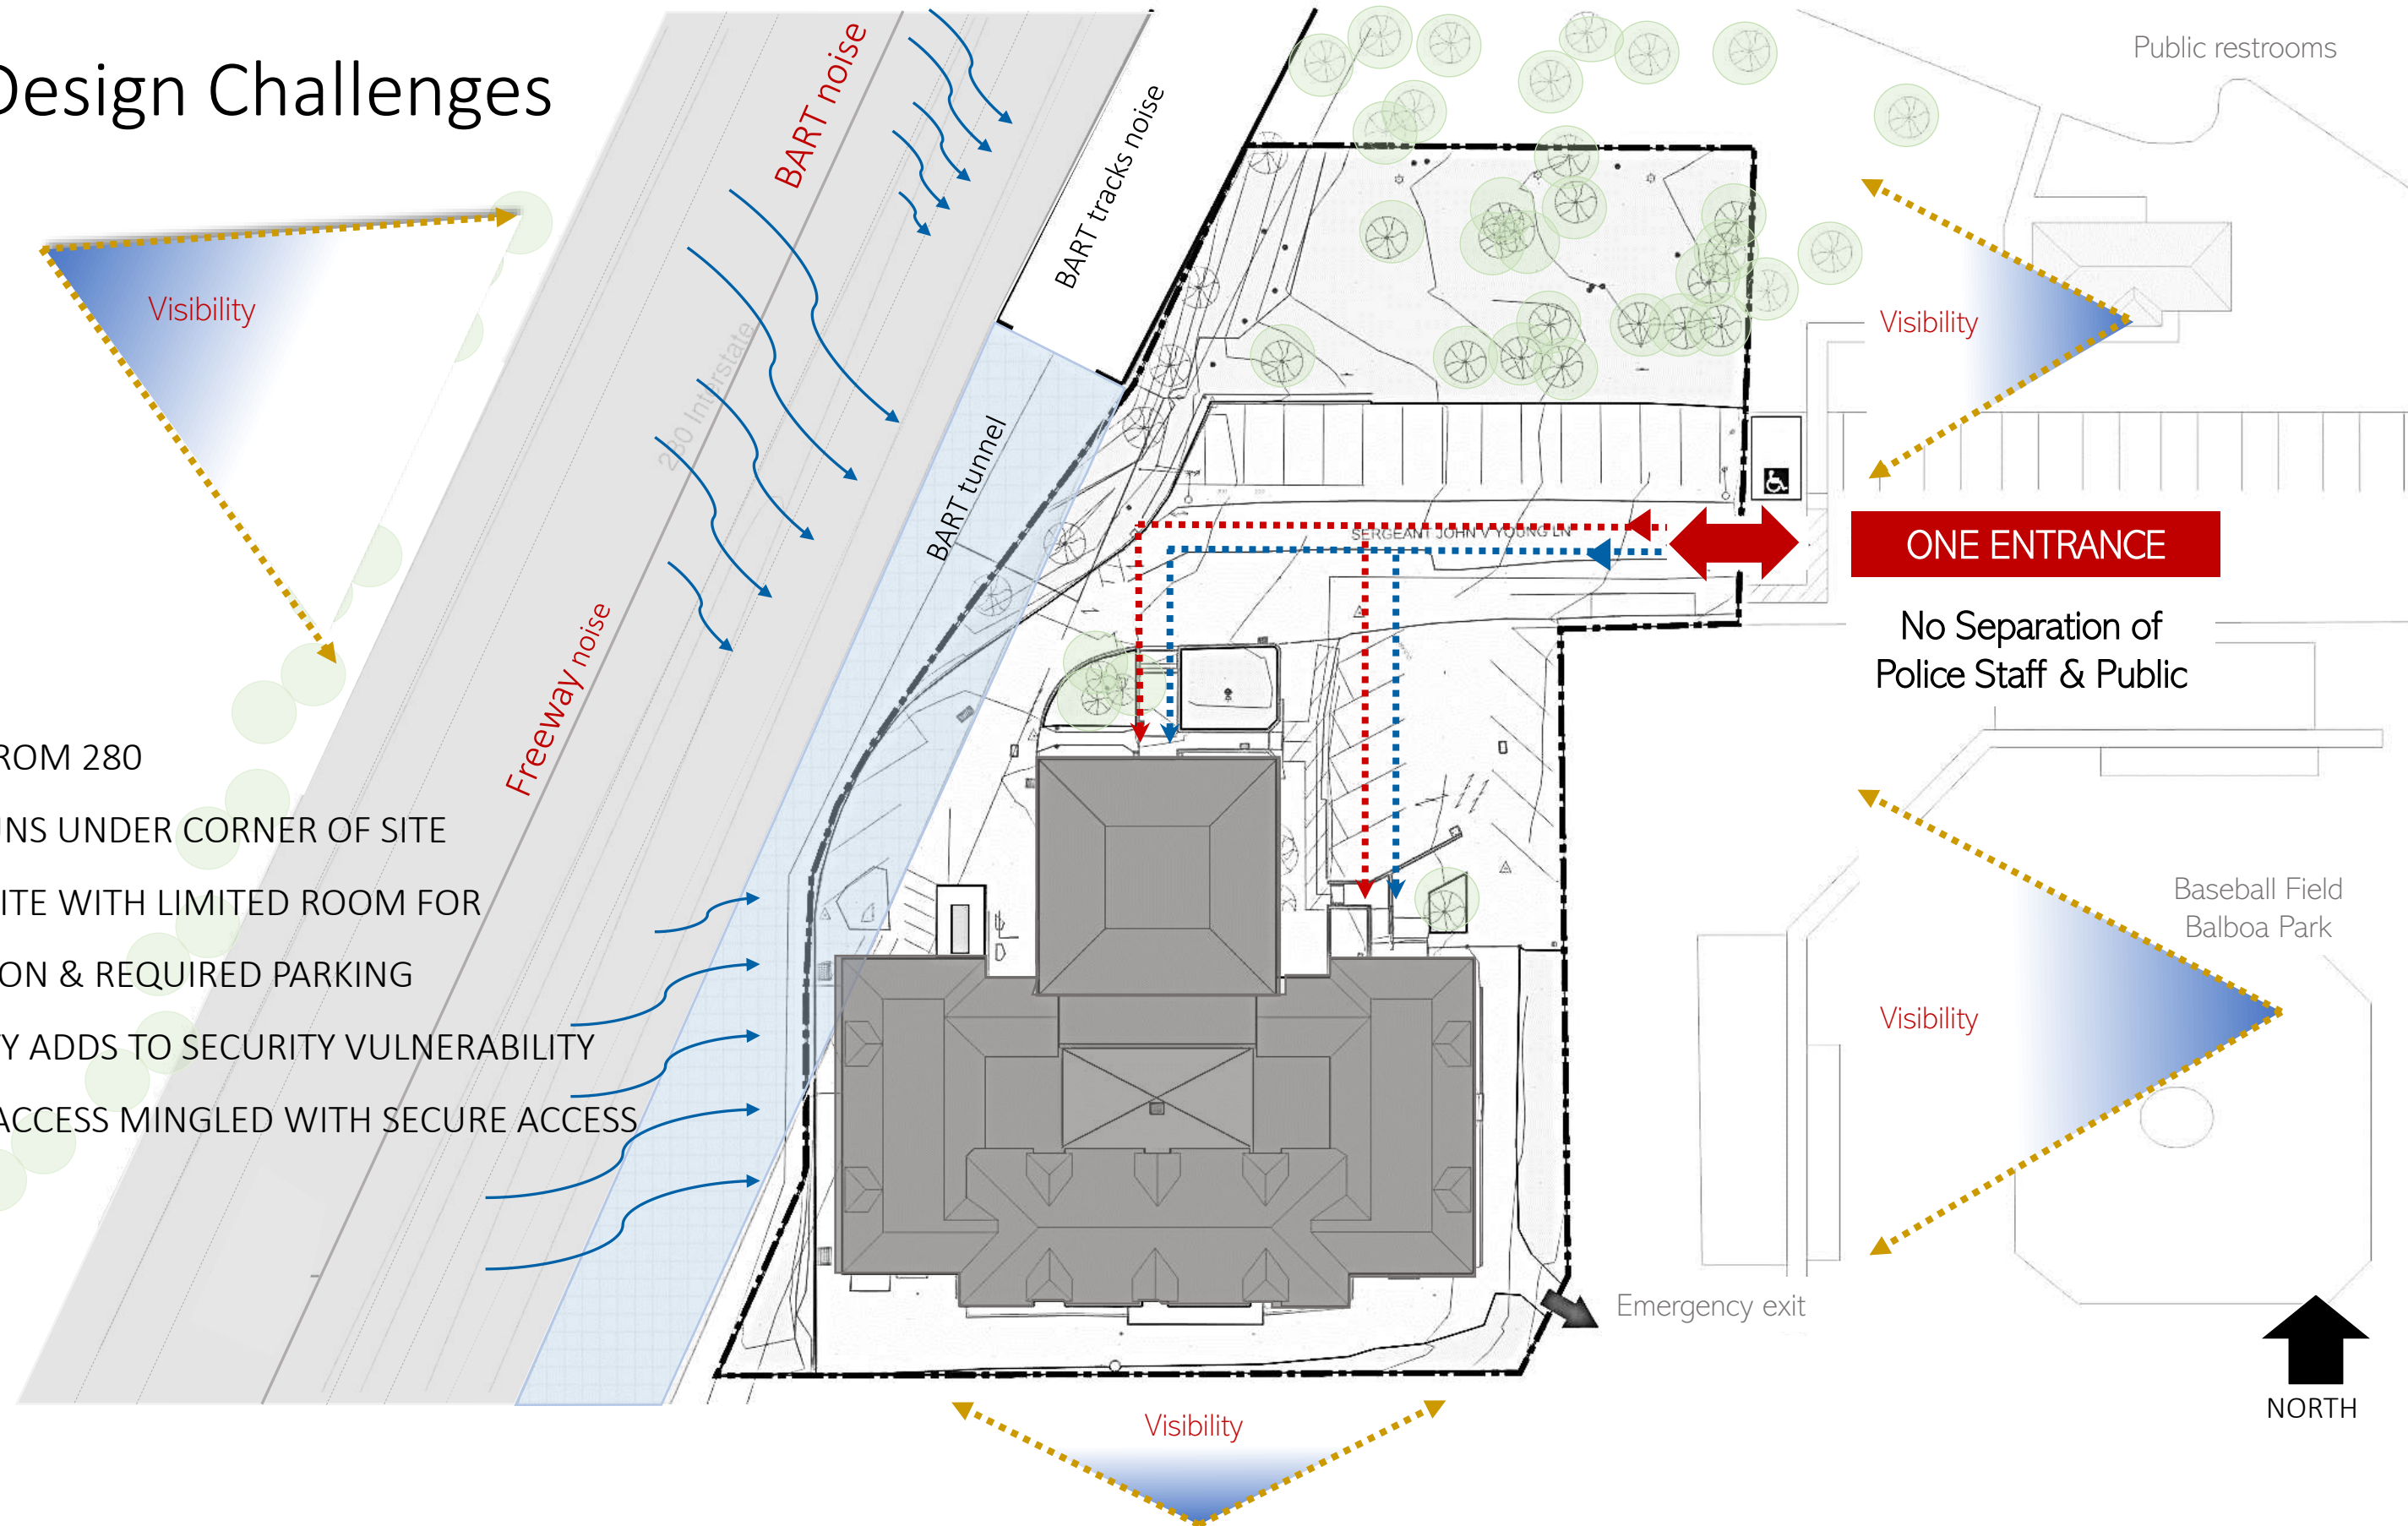 Design Challenges
Public restrooms
BART noise
BART tracks noise
Visibility
Visibility
280 Interstate
BART tunnel
SERGEANT JOHN V YOUNG LN
ONE ENTRANCE
No Separation of
Police Staff & Public
Freeway noise
ROM 280
UNS UNDER CORNER OF SITE
ITE WITH LIMITED ROOM FOR
ON & REQUIRED PARKING
Y ADDS TO SECURITY VULNERABILITY
ACCESS MINGLED WITH SECURE ACCESS
Baseball Field
Balboa Park
Visibility
Emergency exit
NORTH
Visibility